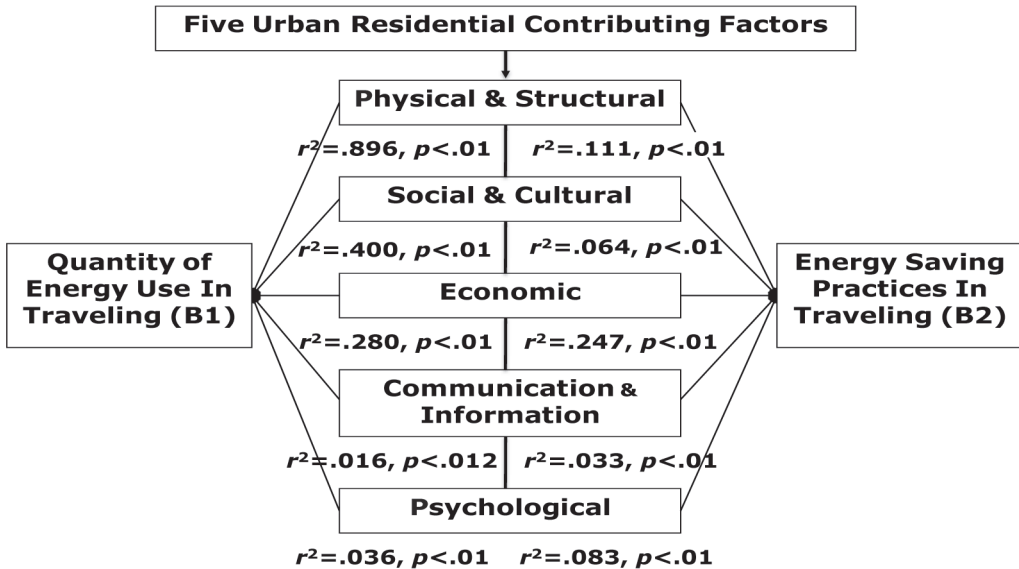 Five Urban Residential Contributing Factors
Physical & Structural
r²=.896, p<.01 r²=.111, p<.01
Social & Cultural
r²=.400, p<.01 r²=.064, p<.01
Quantity of
Energy Use In
Traveling (B1)
Economic
Energy Saving
Practices In
Traveling (B2)
r²=.280, p<.01 r²=.247, p<.01
Communication &
Information
r²=.016, p<.012 r²=.033, p<.01
Psychological
r²=.036, p<.01 r²=.083, p<.01